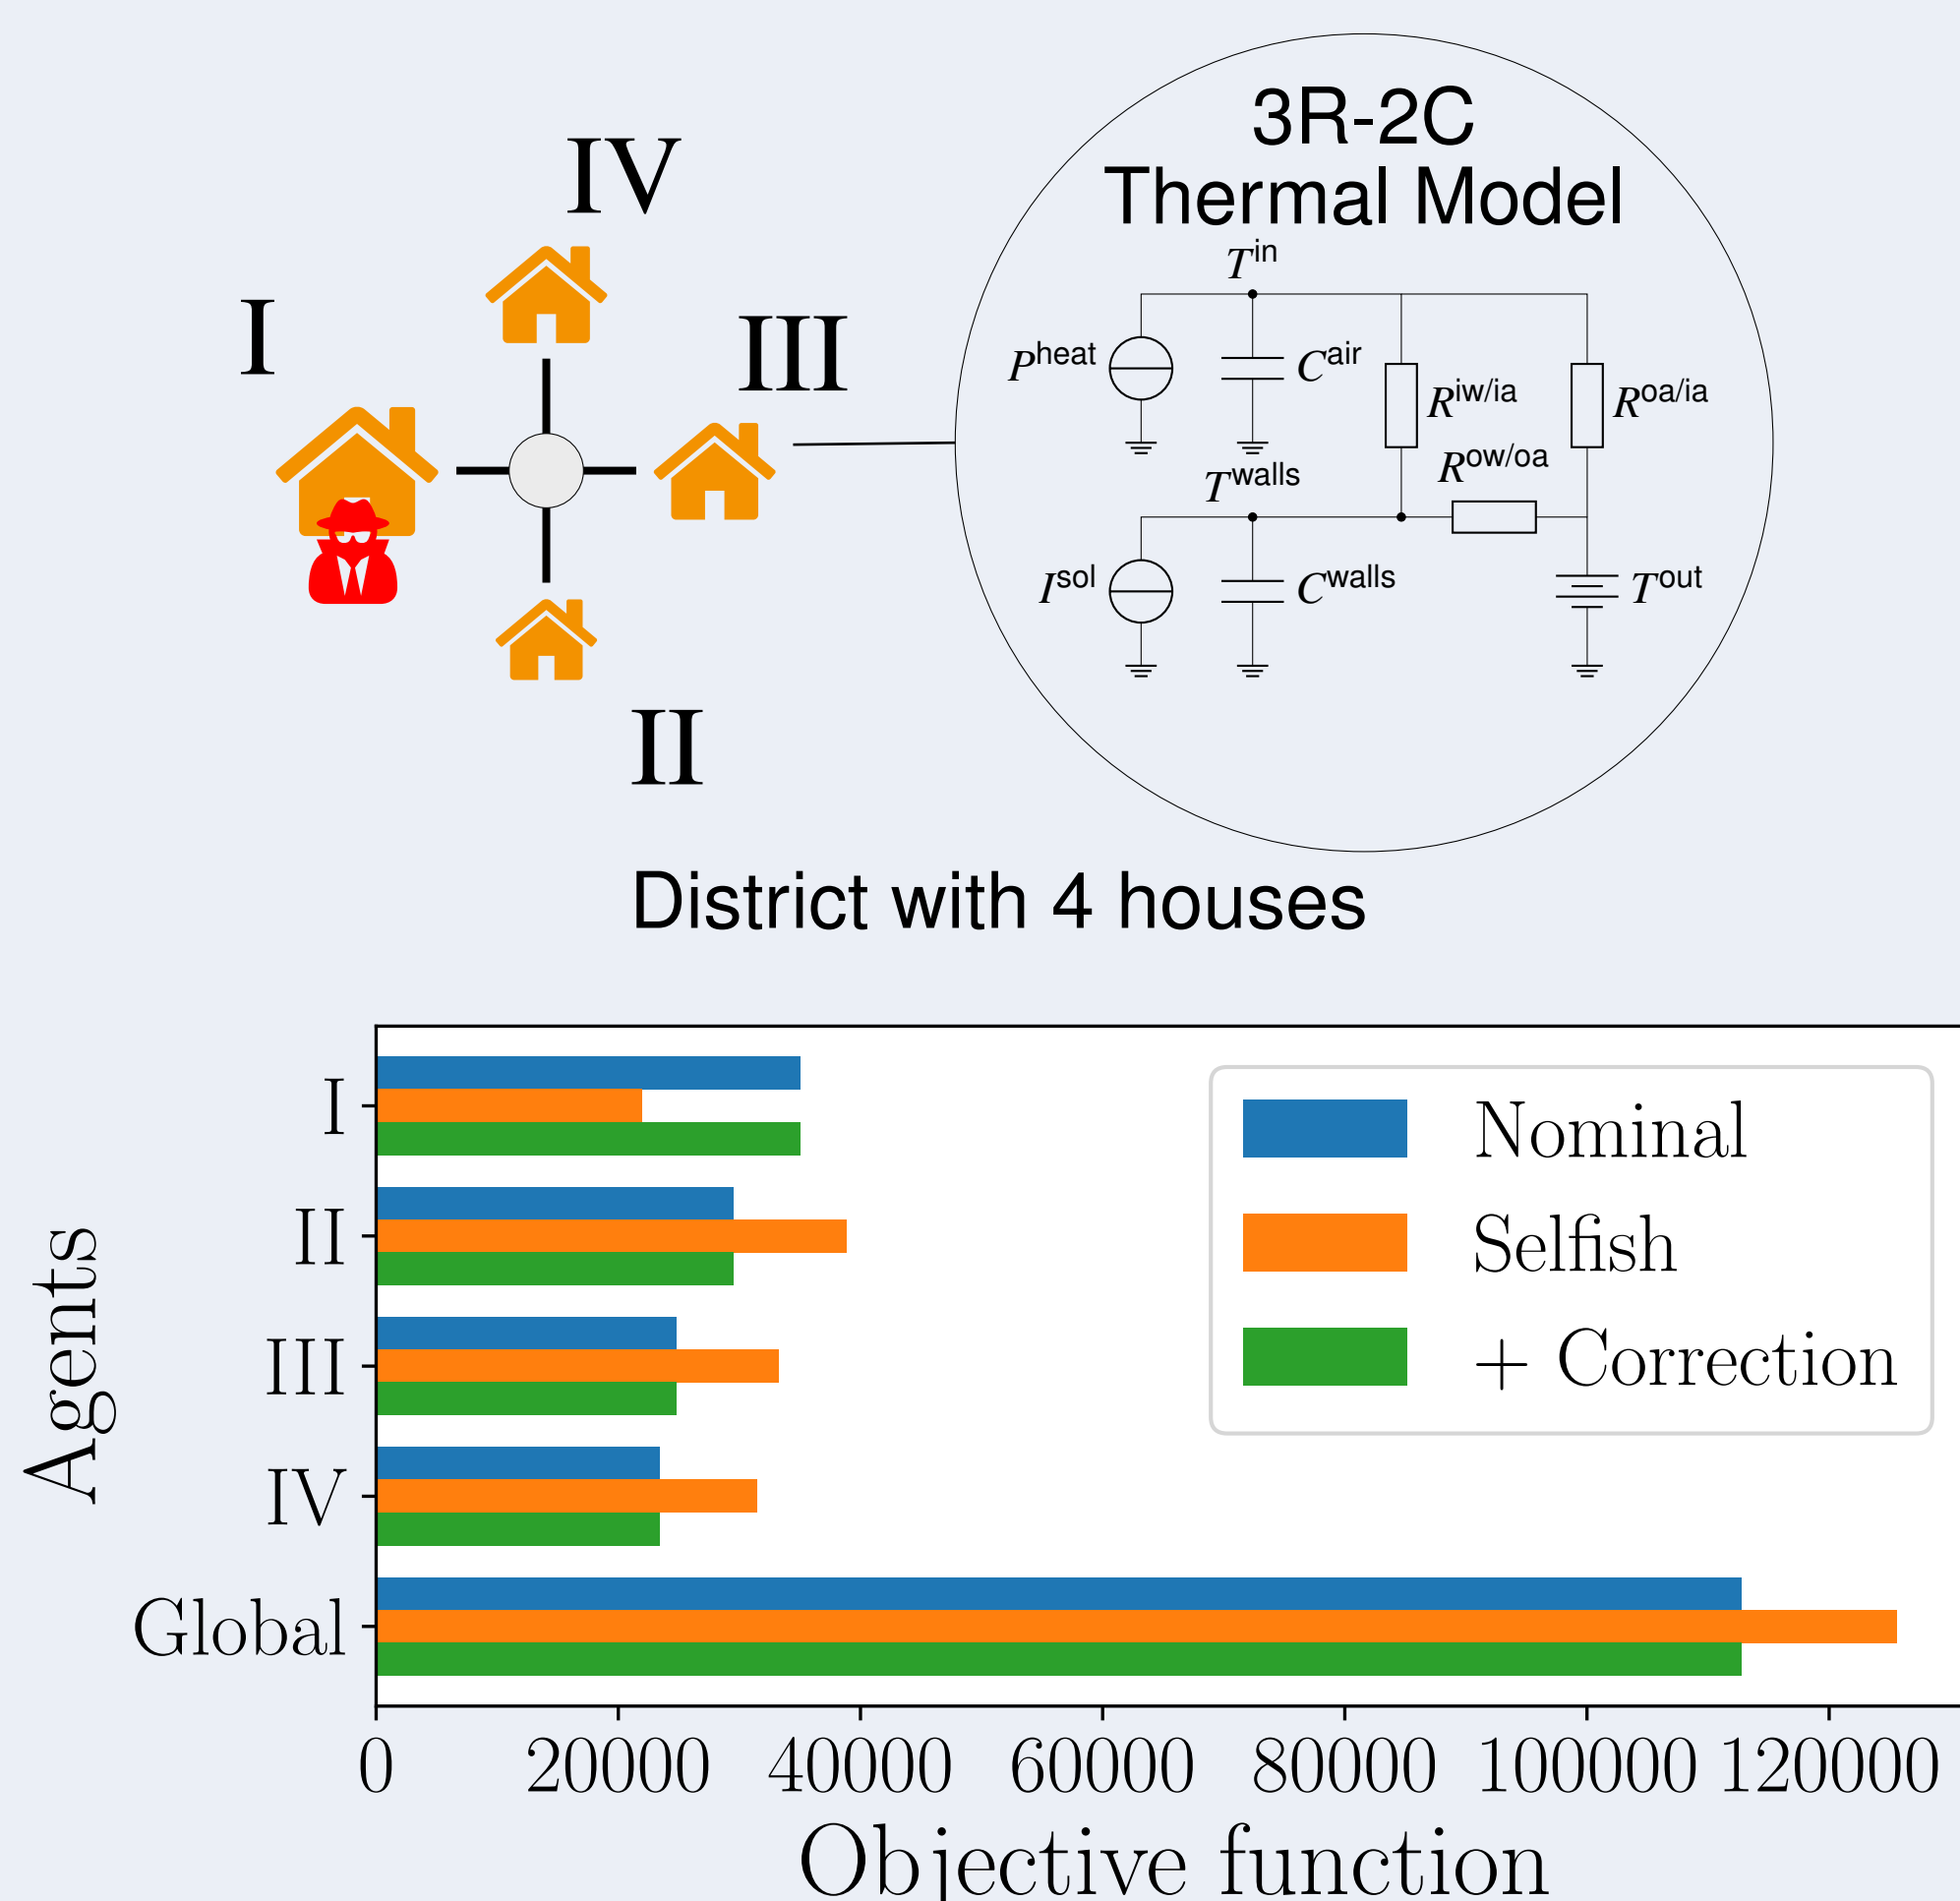 IV
I
III
II
3R-2C
Thermal Model
T^in
P^heat
C^air
R^iw/ia
R^oa/ia
R^ow/oa
T^walls
I^sol
C^walls
T^out
District with 4 houses
Agents
I
II
III
IV
Global
Nominal
Selfish
+ Correction
0 20000 40000 60000 80000 100000 120000
Objective function